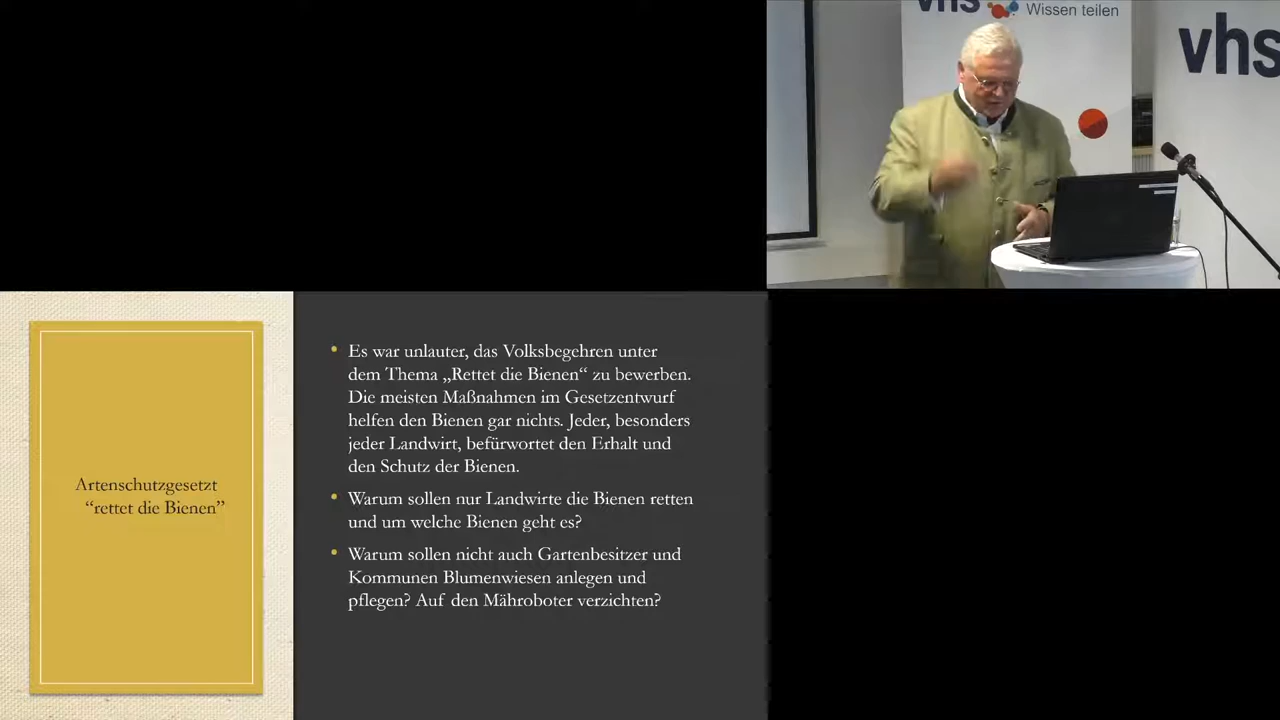 vhs Wissen teilen
vhs
Artenschutzgesetzt
“rettet die Bienen”
• Es war unlauter, das Volksbegehren unter
dem Thema „Rettet die Bienen“ zu bewerben.
Die meisten Maßnahmen im Gesetzentwurf
helfen den Bienen gar nichts. Jeder, besonders
jeder Landwirt, befürwortet den Erhalt und
den Schutz der Bienen.
• Warum sollen nur Landwirte die Bienen retten
und um welche Bienen geht es?
• Warum sollen nicht auch Gartenbesitzer und
Kommunen Blumenwiesen anlegen und
pflegen? Auf den Mähroboter verzichten?